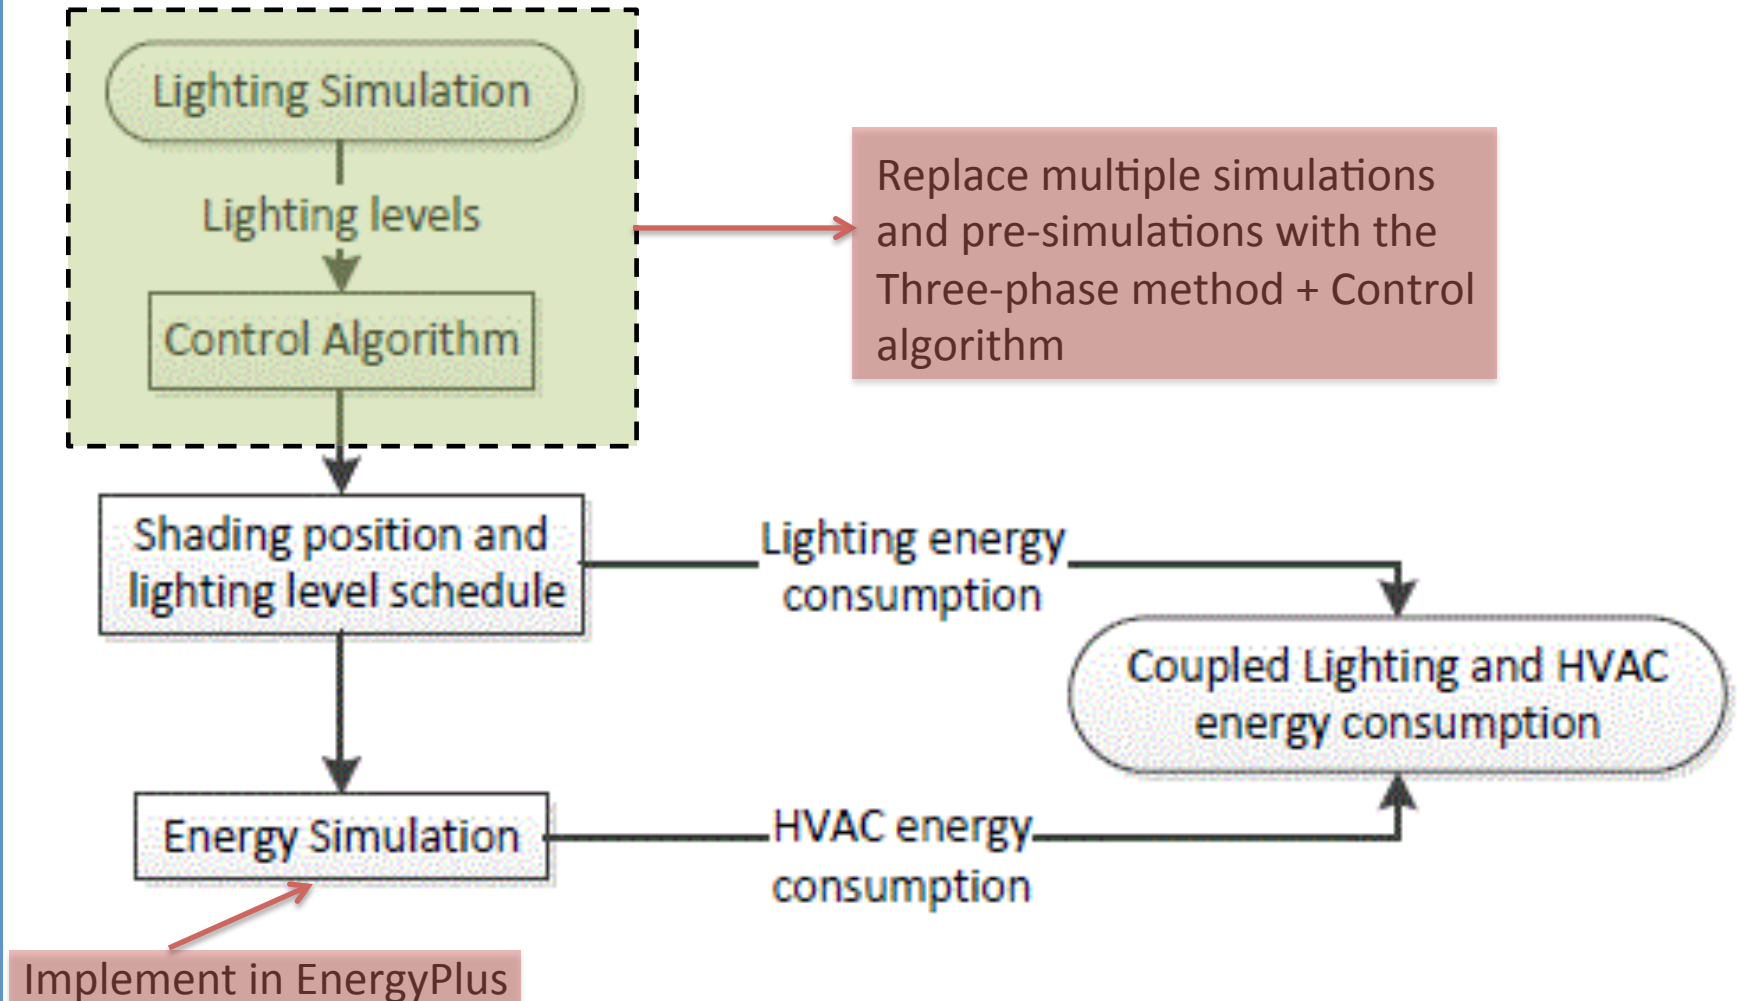 Lighting Simulation
Lighting levels
Control Algorithm
Replace multiple simulations
and pre-simulations with the
Three-phase method + Control
algorithm
Shading position and
lighting level schedule
Lighting energy
consumption
Coupled Lighting and HVAC
energy consumption
Energy Simulation
HVAC energy
consumption
Implement in EnergyPlus